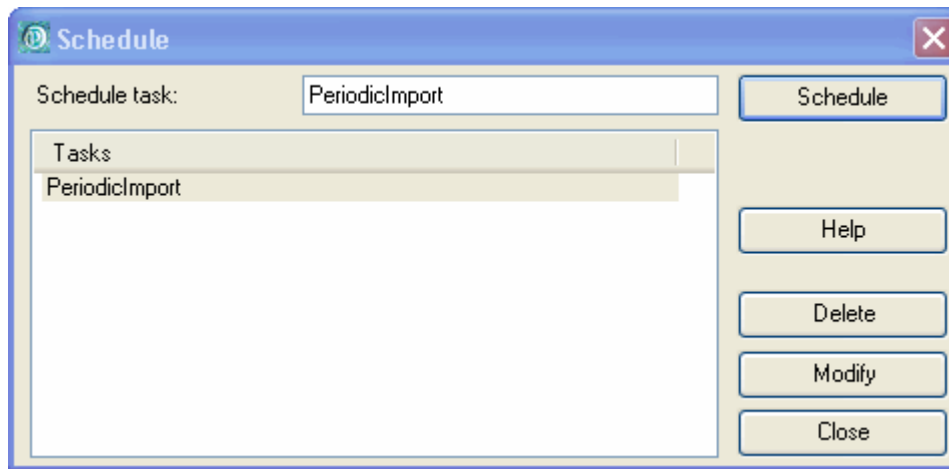 Schedule
Schedule task: PeriodicImport Schedule
Tasks
PeriodicImport
Help
Delete
Modify
Close